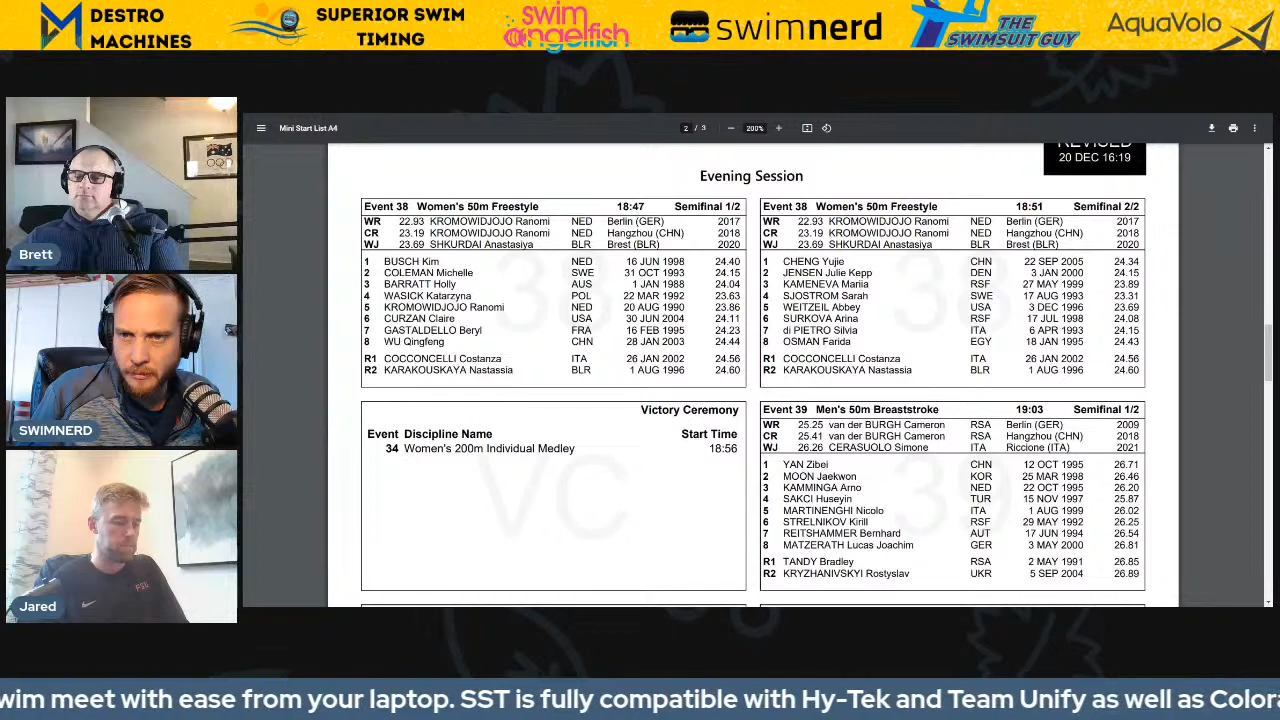 DESTRO
MACHINES
SUPERIOR SWIM
TIMING
swim
angelfish
swimnerd
THE
SWIMSUIT GUY
AquaVolo
Brett
SWIMNERD
Jared
Mini Start List A4
2 / 3
200%
20 DEC 16:19
Evening Session
Event 38 Women's 50m Freestyle 18:47 Semifinal 1/2
WR 22.93 KROMOWIDJOJO Ranomi NED Berlin (GER) 2017
CR 23.19 KROMOWIDJOJO Ranomi NED Hangzhou (CHN) 2018
WJ 23.69 SHKURDAI Anastasiya BLR Brest (BLR) 2020
1 BUSCH Kim NED 16 JUN 1998 24.40
2 COLEMAN Michelle SWE 31 OCT 1993 24.15
3 BARRATT Holly AUS 1 JAN 1988 24.04
4 WASICK Katarzyna POL 22 MAR 1992 23.63
5 KROMOWIDJOJO Ranomi NED 20 AUG 1990 23.86
6 CURZAN Claire USA 30 JUN 2004 24.11
7 GASTALDELLO Beryl FRA 16 FEB 1995 24.23
8 WU Qingfeng CHN 28 JAN 2003 24.44
R1 COCCONCELLI Costanza ITA 26 JAN 2002 24.56
R2 KARAKOUSKAYA Nastassia BLR 1 AUG 1996 24.60
Event 38 Women's 50m Freestyle 18:51 Semifinal 2/2
WR 22.93 KROMOWIDJOJO Ranomi NED Berlin (GER) 2017
CR 23.19 KROMOWIDJOJO Ranomi NED Hangzhou (CHN) 2018
WJ 23.69 SHKURDAI Anastasiya BLR Brest (BLR) 2020
1 CHENG Yujie CHN 22 SEP 2005 24.34
2 JENSEN Julie Kepp DEN 3 JAN 2000 24.15
3 KAMENEVA Mariia RSF 27 MAY 1999 23.89
4 SJOSTROM Sarah SWE 17 AUG 1993 23.31
5 WEITZEIL Abbey USA 3 DEC 1996 23.69
6 SURKOVA Arina RSF 17 JUL 1998 24.08
7 di PIETRO Silvia ITA 6 APR 1993 24.15
8 OSMAN Farida EGY 18 JAN 1995 24.43
R1 COCCONCELLI Costanza ITA 26 JAN 2002 24.56
R2 KARAKOUSKAYA Nastassia BLR 1 AUG 1996 24.60
Victory Ceremony
Event Discipline Name Start Time
34 Women's 200m Individual Medley 18:56
VC
Event 39 Men's 50m Breaststroke 19:03 Semifinal 1/2
WR 25.25 van der BURGH Cameron RSA Berlin (GER) 2009
CR 25.41 van der BURGH Cameron RSA Hangzhou (CHN) 2018
WJ 26.26 CERASUOLO Simone ITA Riccione (ITA) 2021
1 YAN Zibei CHN 12 OCT 1995 26.71
2 MOON Jaekwon KOR 25 MAR 1998 26.46
3 KAMMINGA Arno NED 22 OCT 1995 26.20
4 SAKCI Huseyin TUR 15 NOV 1997 25.87
5 MARTINENGHI Nicolo ITA 1 AUG 1999 26.02
6 STRELNIKOV Kirill RSF 29 MAY 1992 26.25
7 REITSHAMMER Bernhard AUT 17 JUN 1994 26.54
8 MATZERATH Lucas Joachim GER 3 MAY 2000 26.81
R1 TANDY Bradley RSA 2 MAY 1991 26.85
R2 KRYZHANIVSKYI Rostyslav UKR 5 SEP 2004 26.89
wim meet with ease from your laptop. SST is fully compatible with Hy-Tek and Team Unify as well as Colora